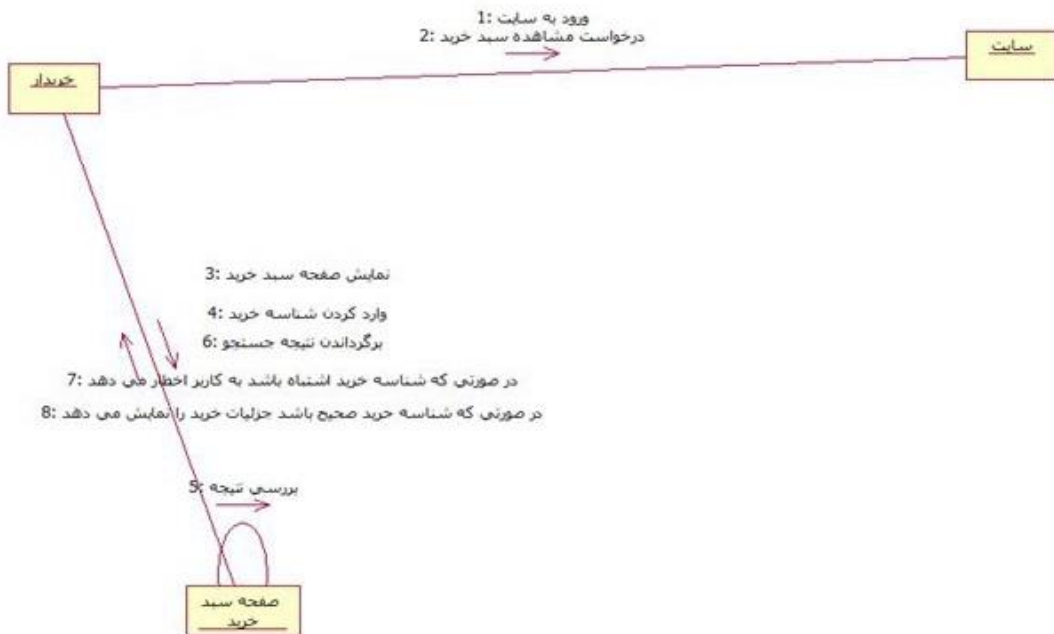 1: ورود به سایت
2: درخواست مشاهده سبد خرید
سایت
خریدار
3: نمایش صفحه سبد خرید
4: وارد کردن شناسه خرید
6: برگرداندن نتیجه جستجو
7: در صورتی که شناسه خرید اشتباه باشد به کاربر اخطار می دهد
8: در صورتی که شناسه خرید صحیح باشد جزئیات خرید را نمایش می دهد
5: بررسی نتیجه
صفحه سبد
خرید